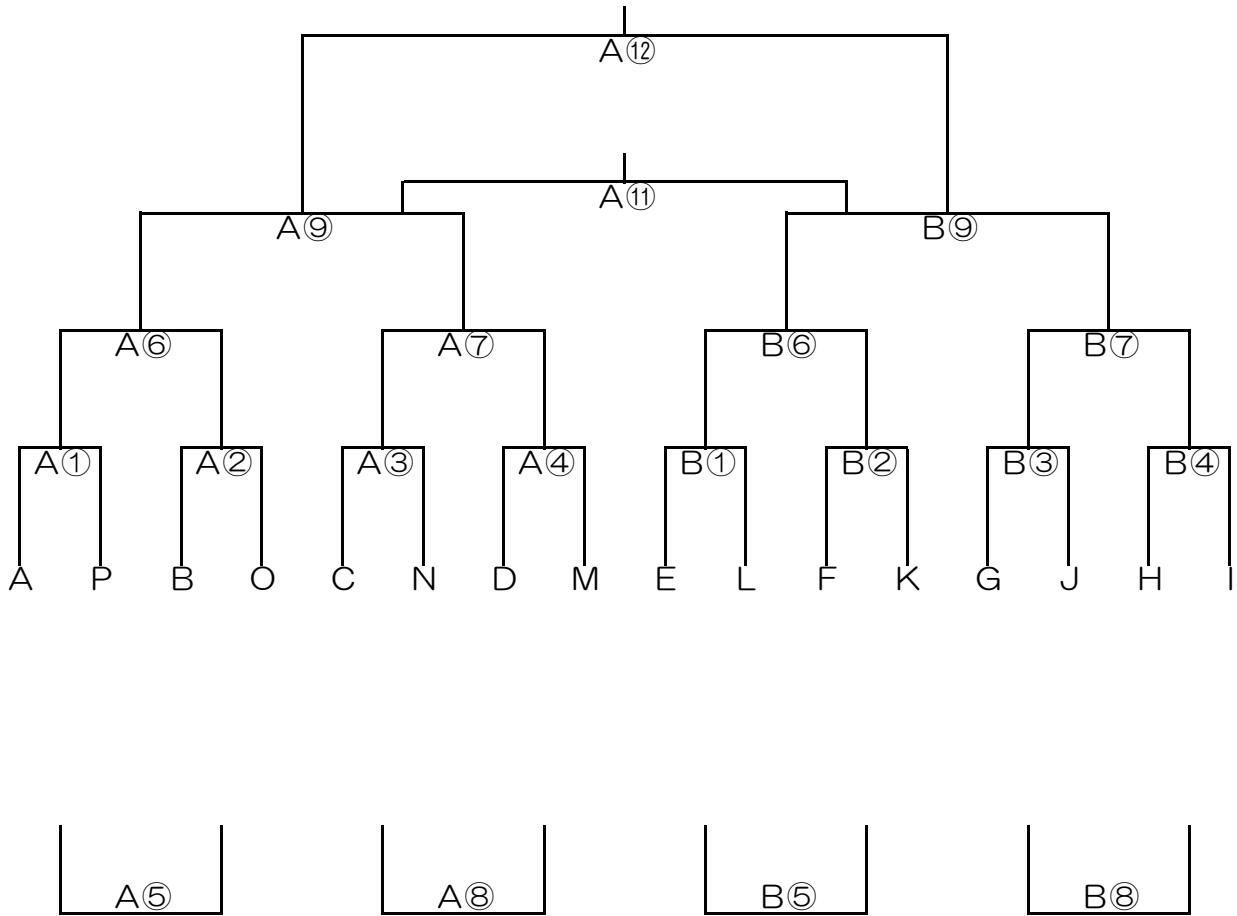 A⑫
A⑪
A⑨ B⑨
A⑥ A⑦ B⑥ B⑦
A① A② A③ A④ B① B② B③ B④
A P B O C N D M E L F K G J H I
A⑤ A⑧ B⑤ B⑧